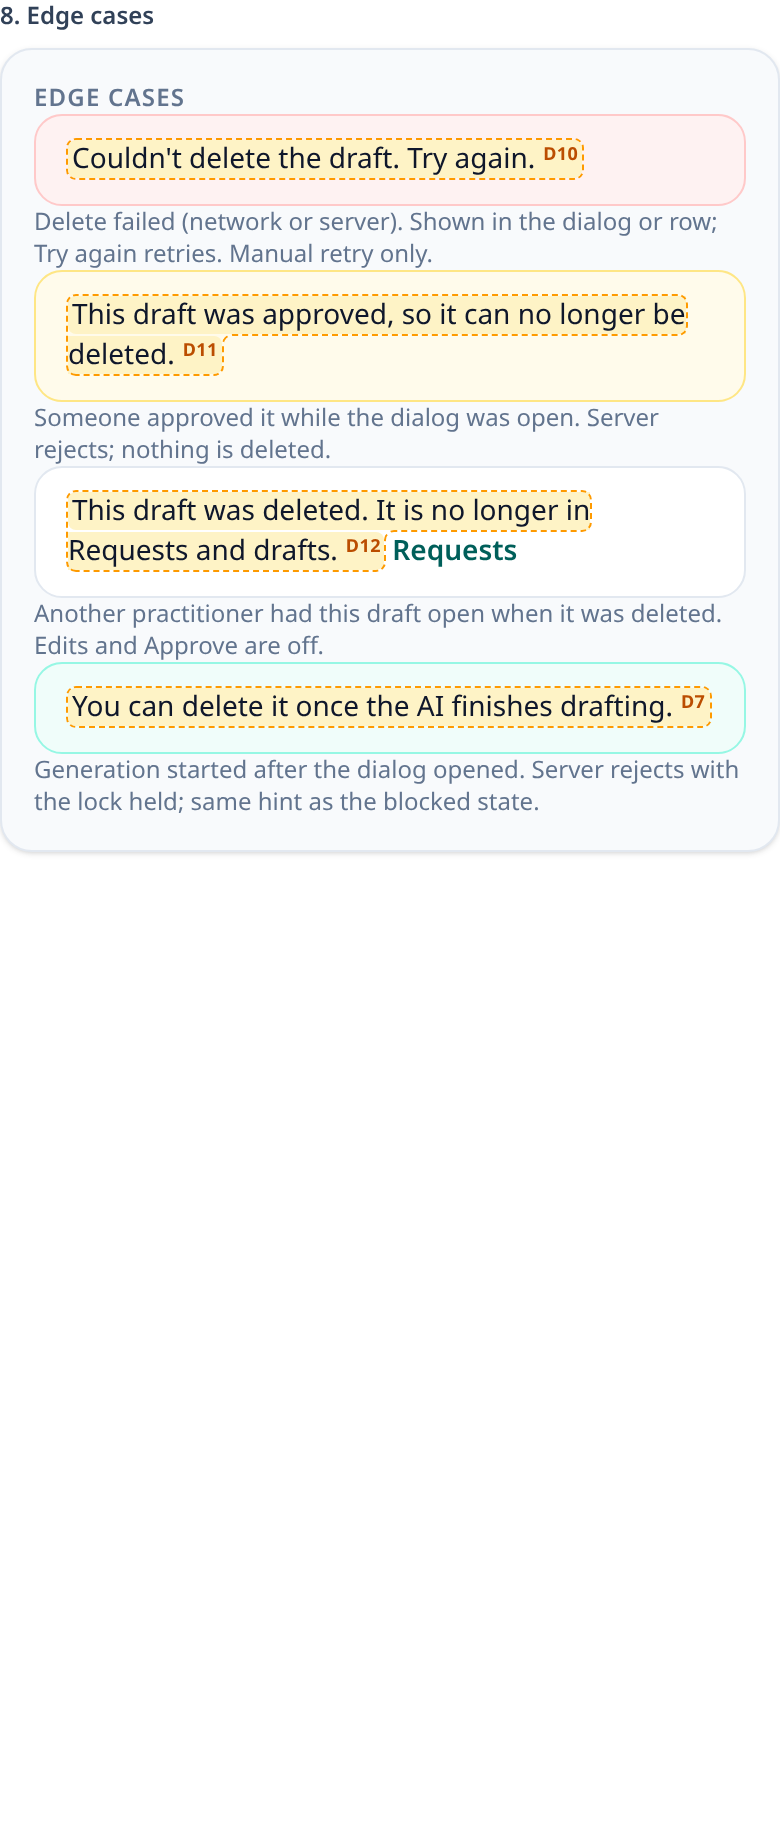 8. Edge cases
EDGE CASES
Couldn't delete the draft. Try again. D10
Delete failed (network or server). Shown in the dialog or row;
Try again retries. Manual retry only.
This draft was approved, so it can no longer be
deleted. D11
Someone approved it while the dialog was open. Server
rejects; nothing is deleted.
This draft was deleted. It is no longer in
Requests and drafts. D12 Requests
Another practitioner had this draft open when it was deleted.
Edits and Approve are off.
You can delete it once the AI finishes drafting. D7
Generation started after the dialog opened. Server rejects with
the lock held; same hint as the blocked state.